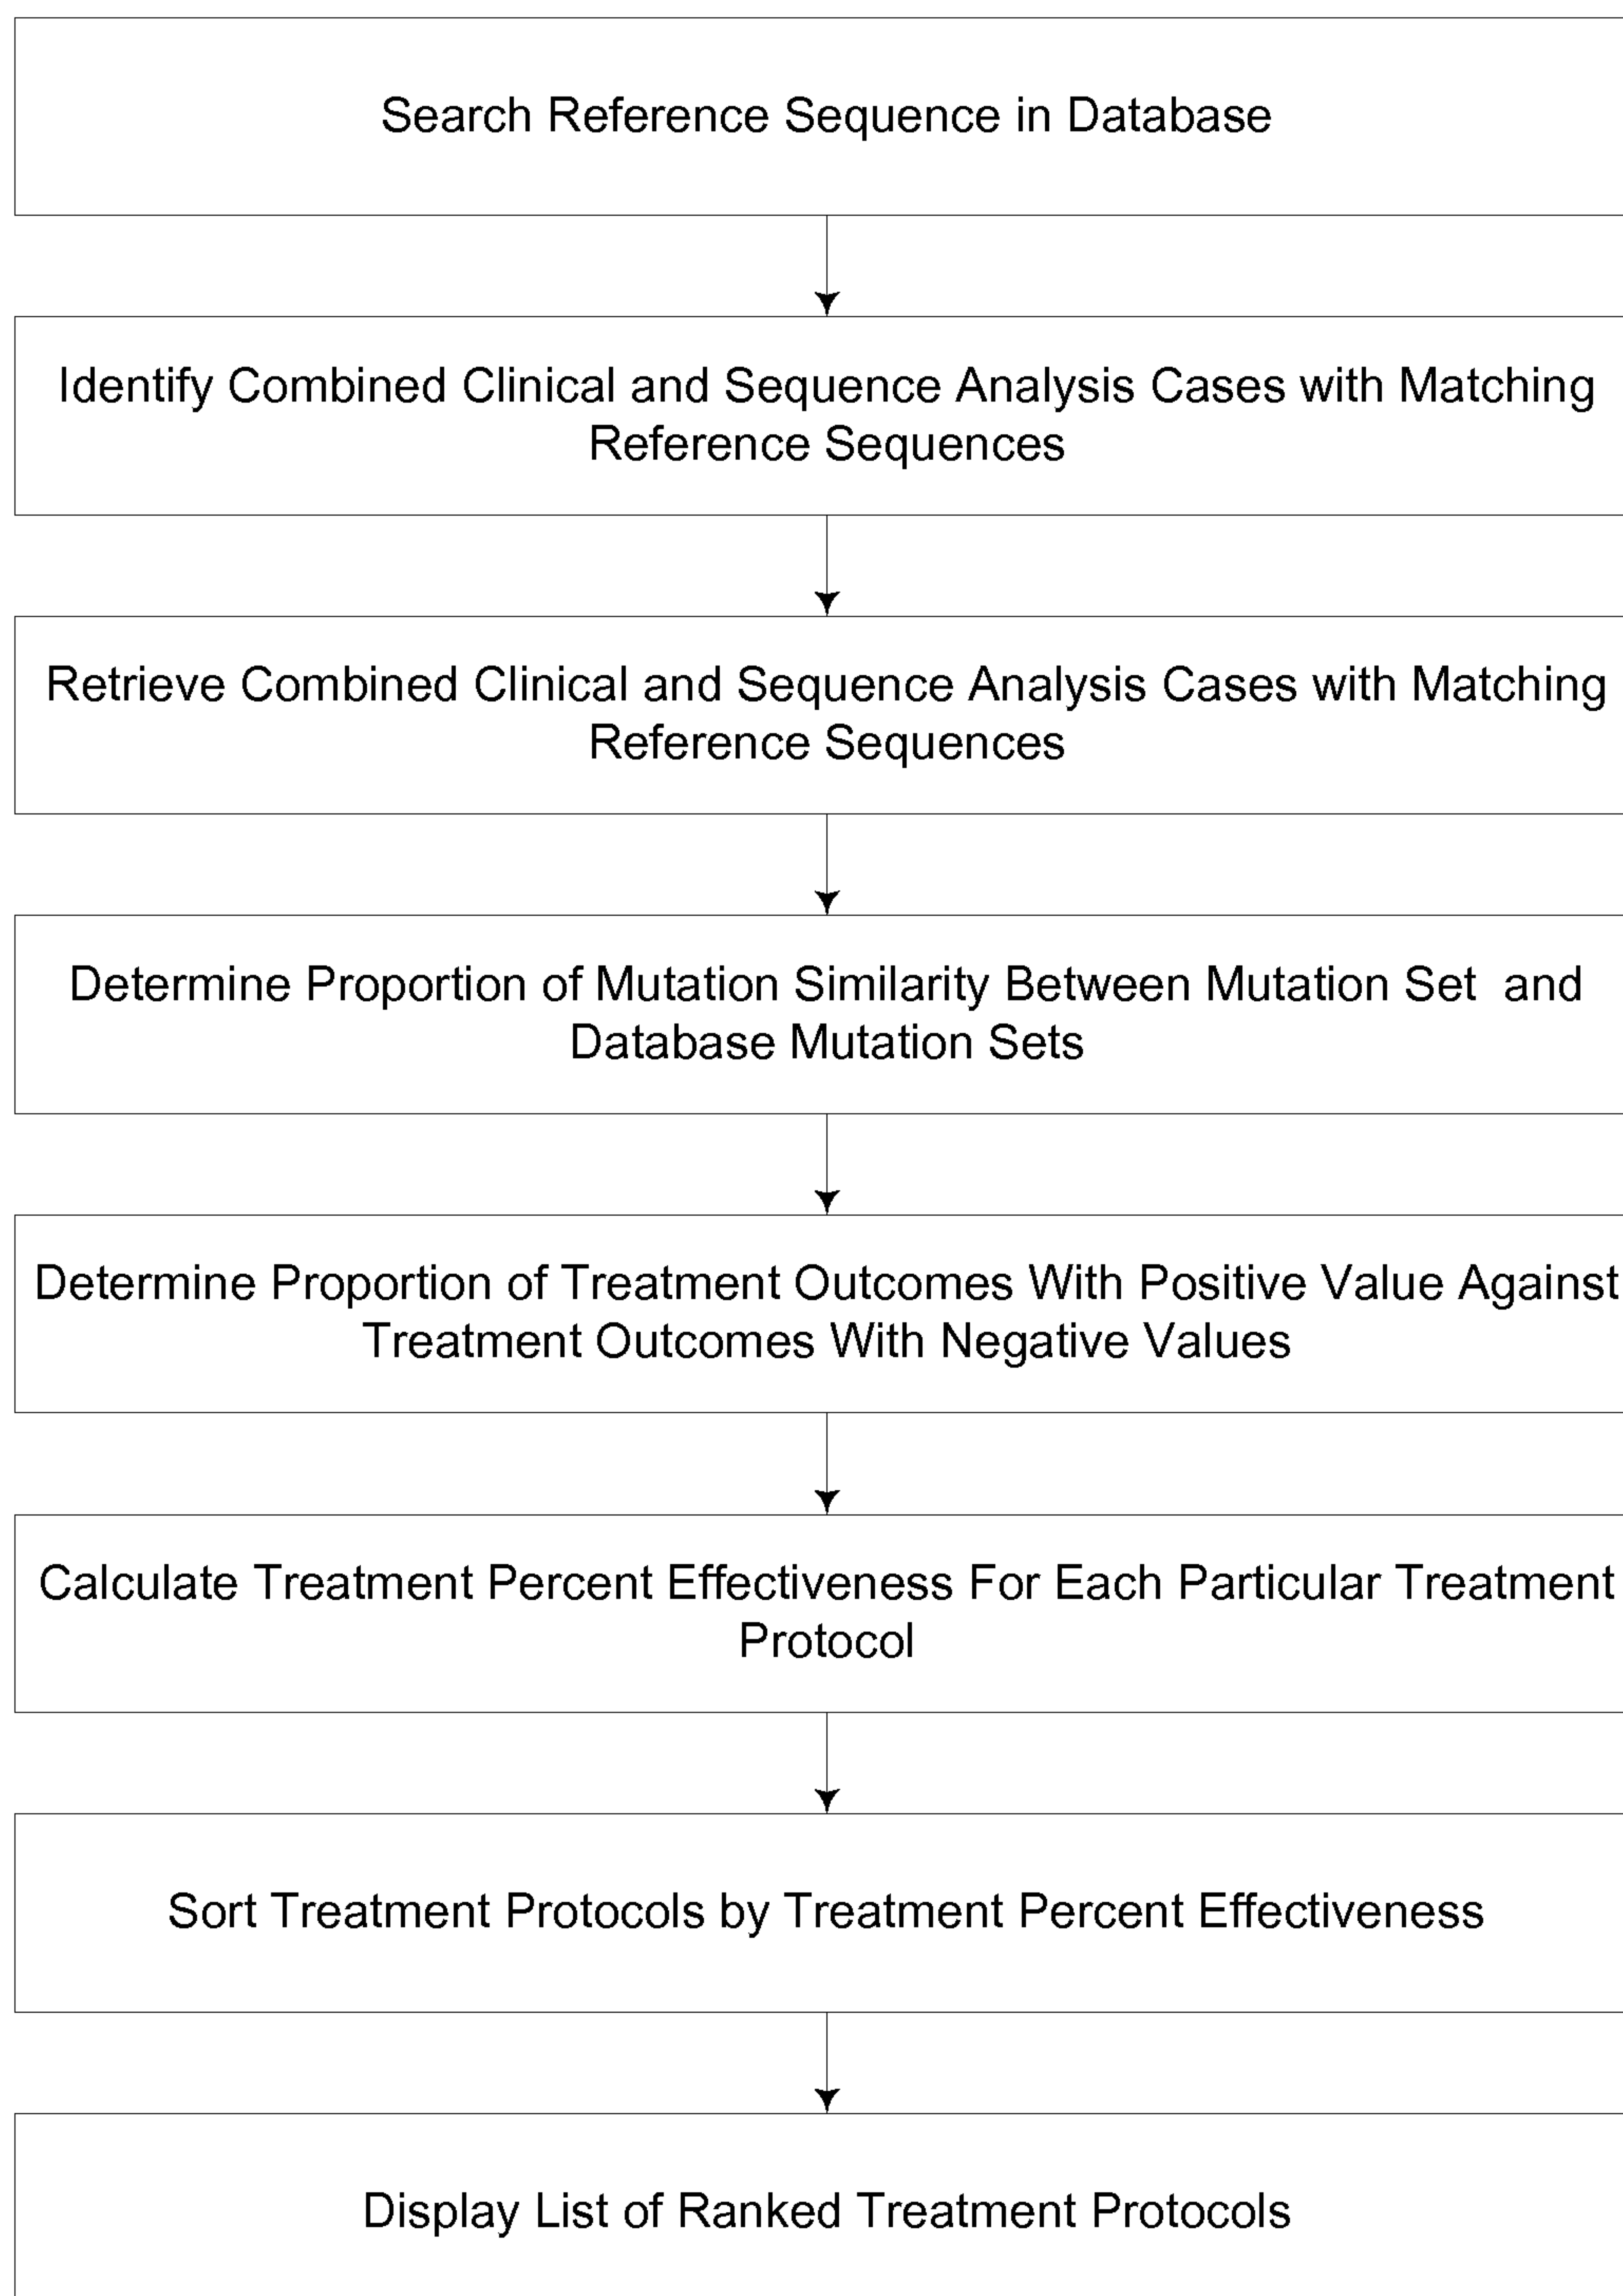 Search Reference Sequence in Database
Identify Combined Clinical and Sequence Analysis Cases with Matching
Reference Sequences
Retrieve Combined Clinical and Sequence Analysis Cases with Matching
Reference Sequences
Determine Proportion of Mutation Similarity Between Mutation Set and
Database Mutation Sets
Determine Proportion of Treatment Outcomes With Positive Value Against
Treatment Outcomes With Negative Values
Calculate Treatment Percent Effectiveness For Each Particular Treatment
Protocol
Sort Treatment Protocols by Treatment Percent Effectiveness
Display List of Ranked Treatment Protocols